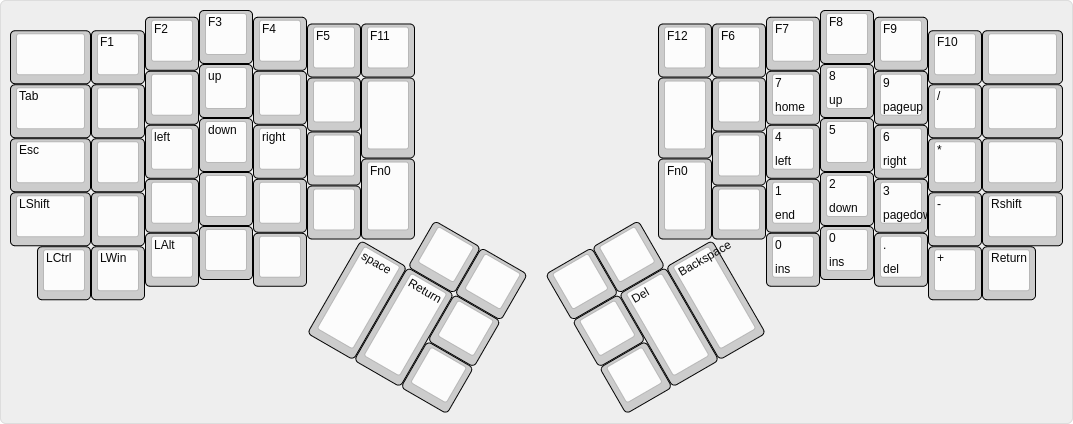 F1
F2
F3
F4
F5
F11
F12
F6
F7
F8
F9
F10
Tab
up
7
home
8
up
9
pageup
/
Esc
left
down
right
4
left
5
6
right
*
LShift
Fn0
Fn0
1
end
2
down
3
pagedow
-
Rshift
LCtrl
LWin
LAlt
0
ins
0
ins
.
del
+
Return
space
Return
Del
Backspace